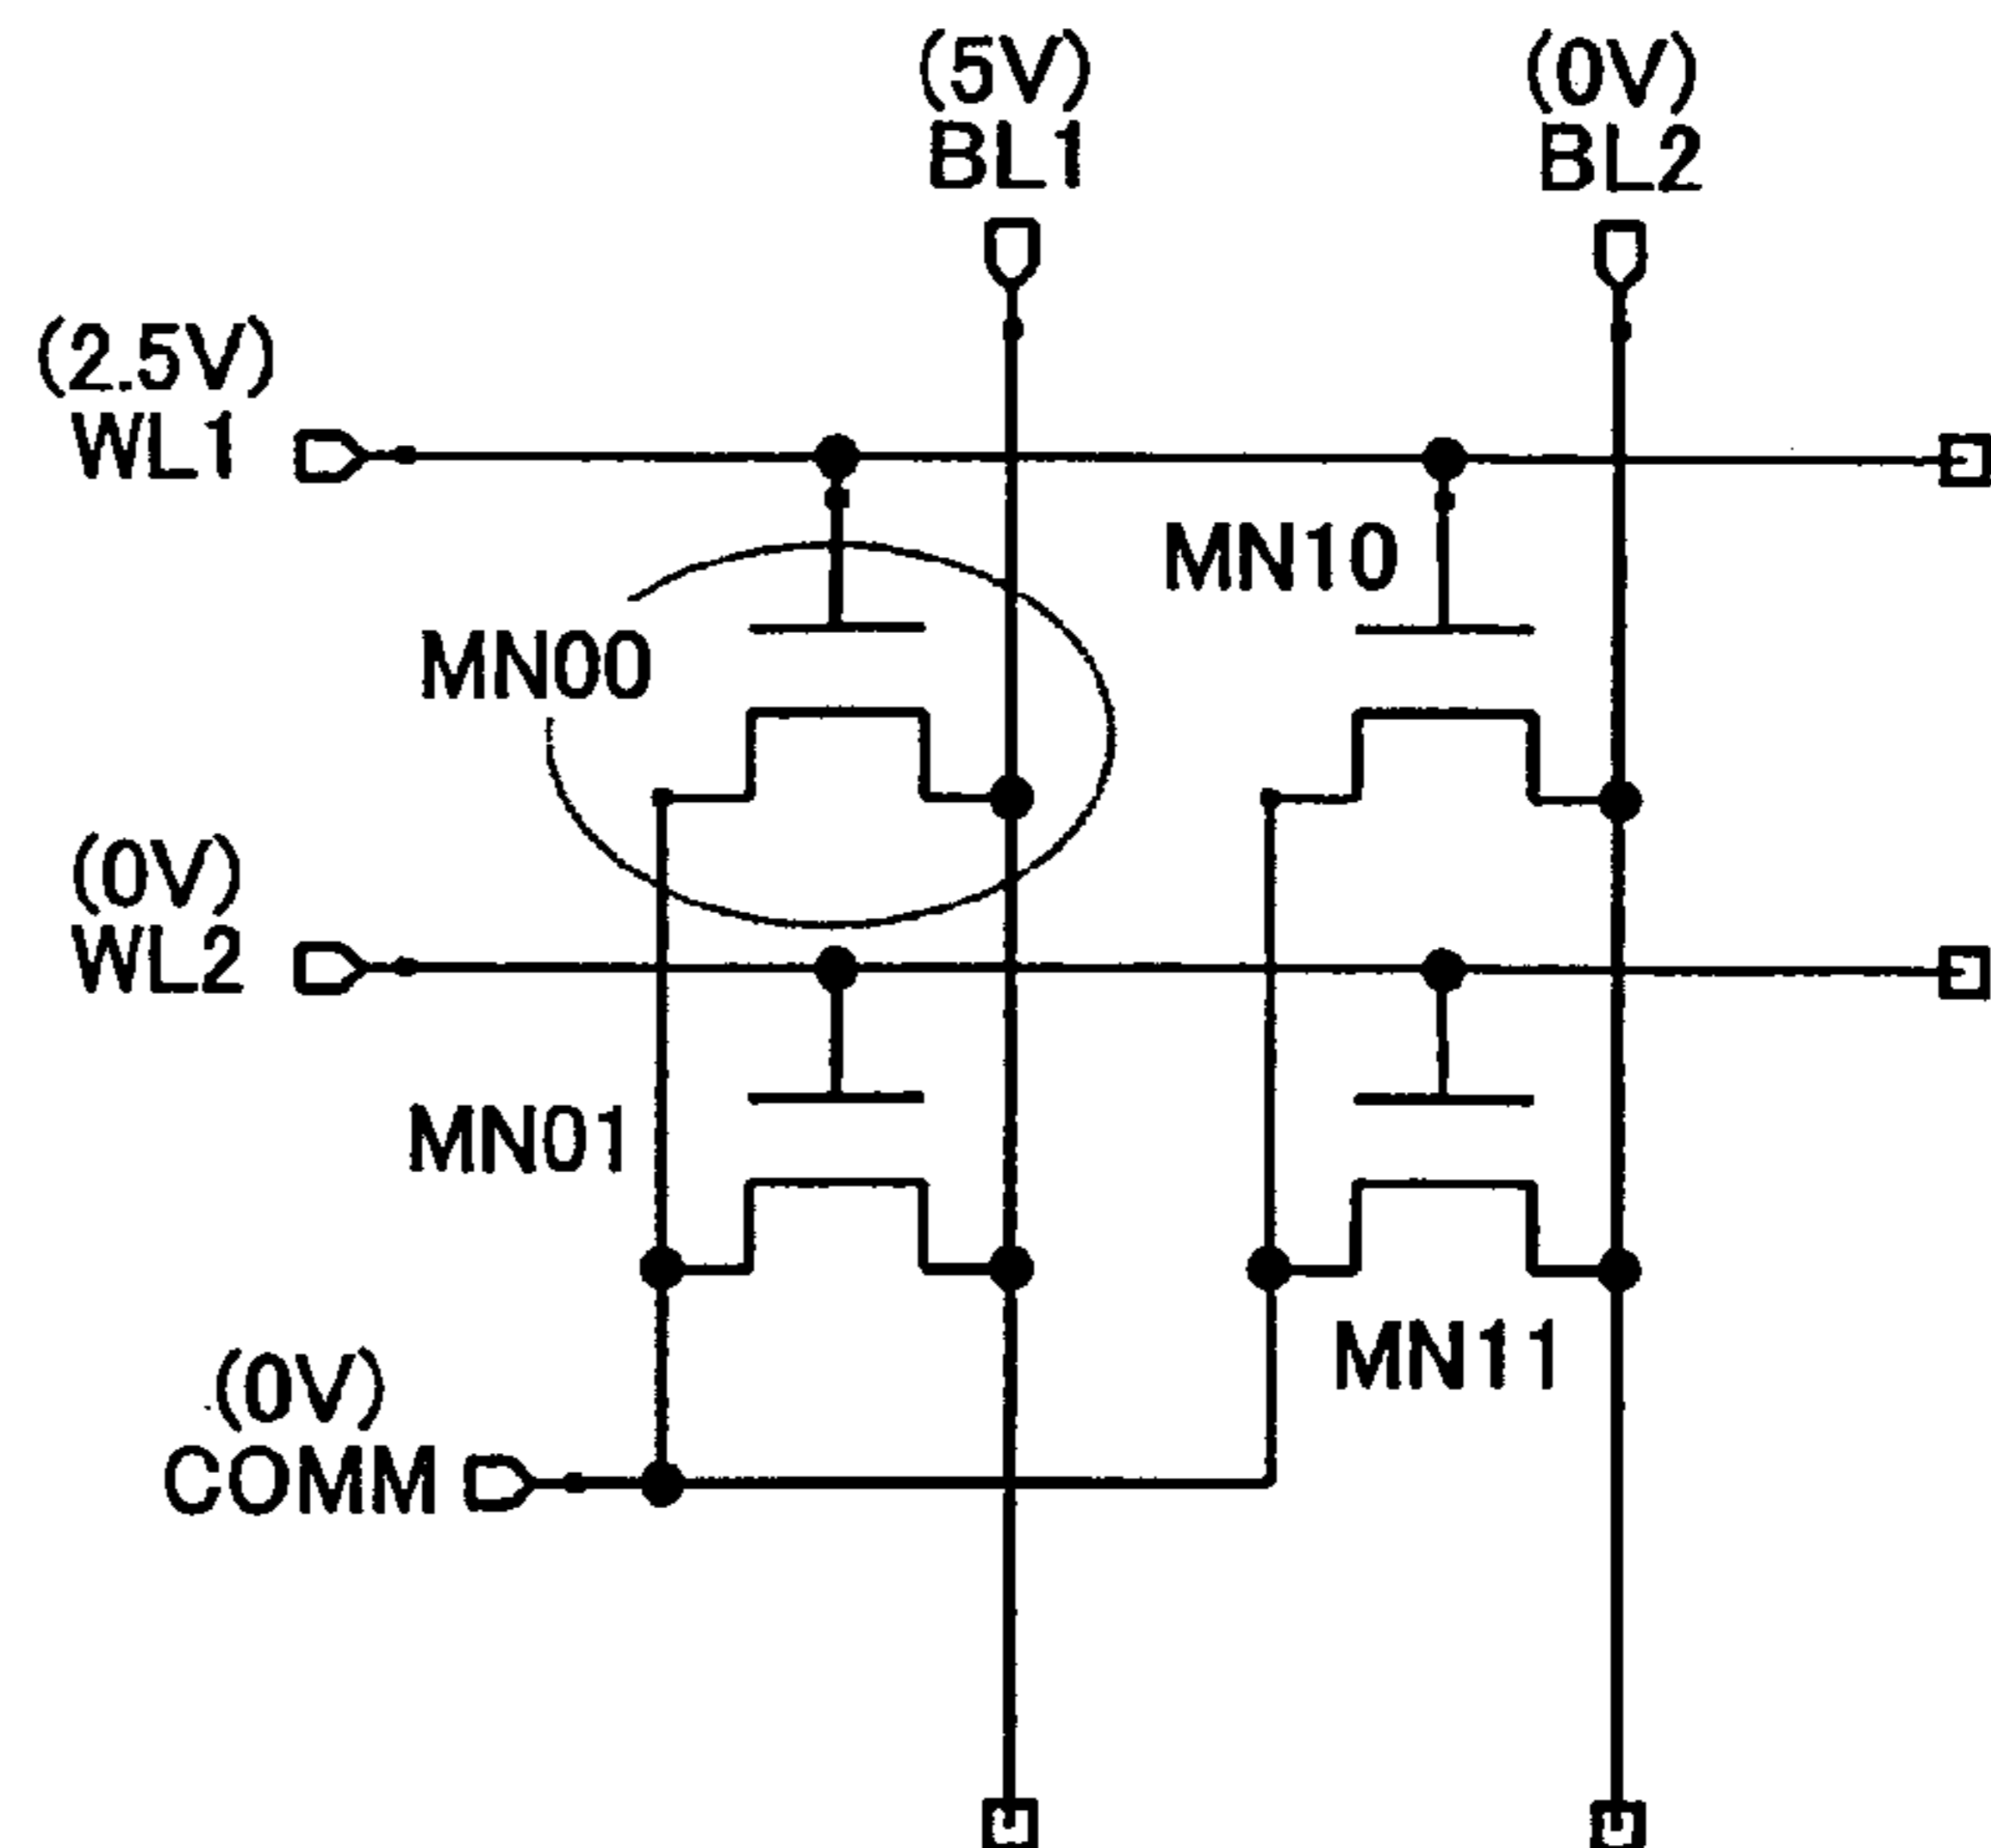 (5V)
BL1
(0V)
BL2
(2.5V)
WL1
MN10
MN00
(0V)
WL2
MN01
MN11
(0V)
COMM